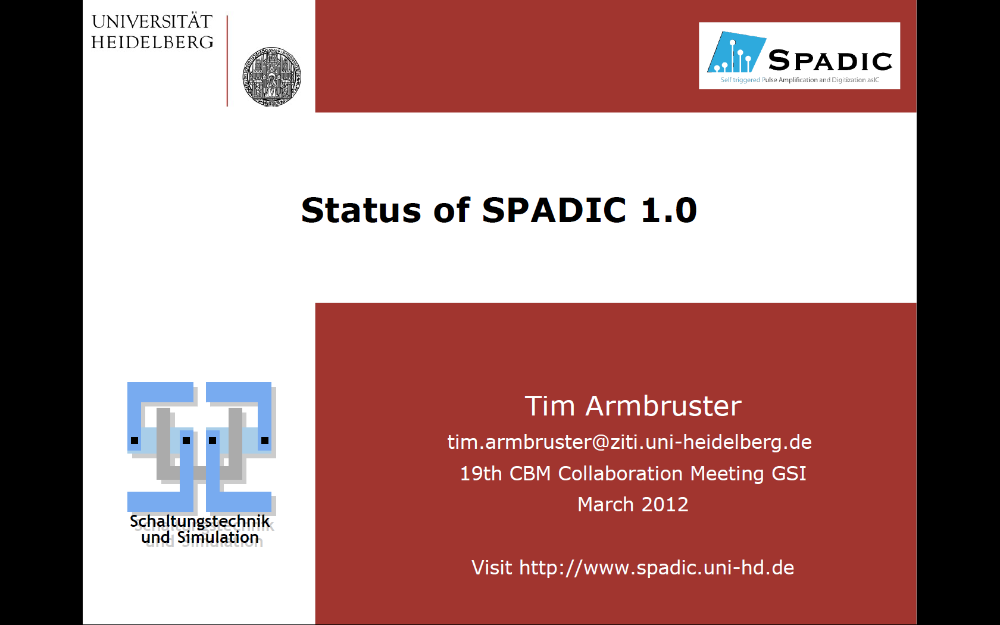 UNIVERSITÄT
HEIDELBERG
SPADIC
Self triggered Pulse Amplification and Digitization asIC
Status of SPADIC 1.0
Schaltungstechnik
und Simulation
Tim Armbruster
tim.armbruster@ziti.uni-heidelberg.de
19th CBM Collaboration Meeting GSI
March 2012
Visit http://www.spadic.uni-hd.de